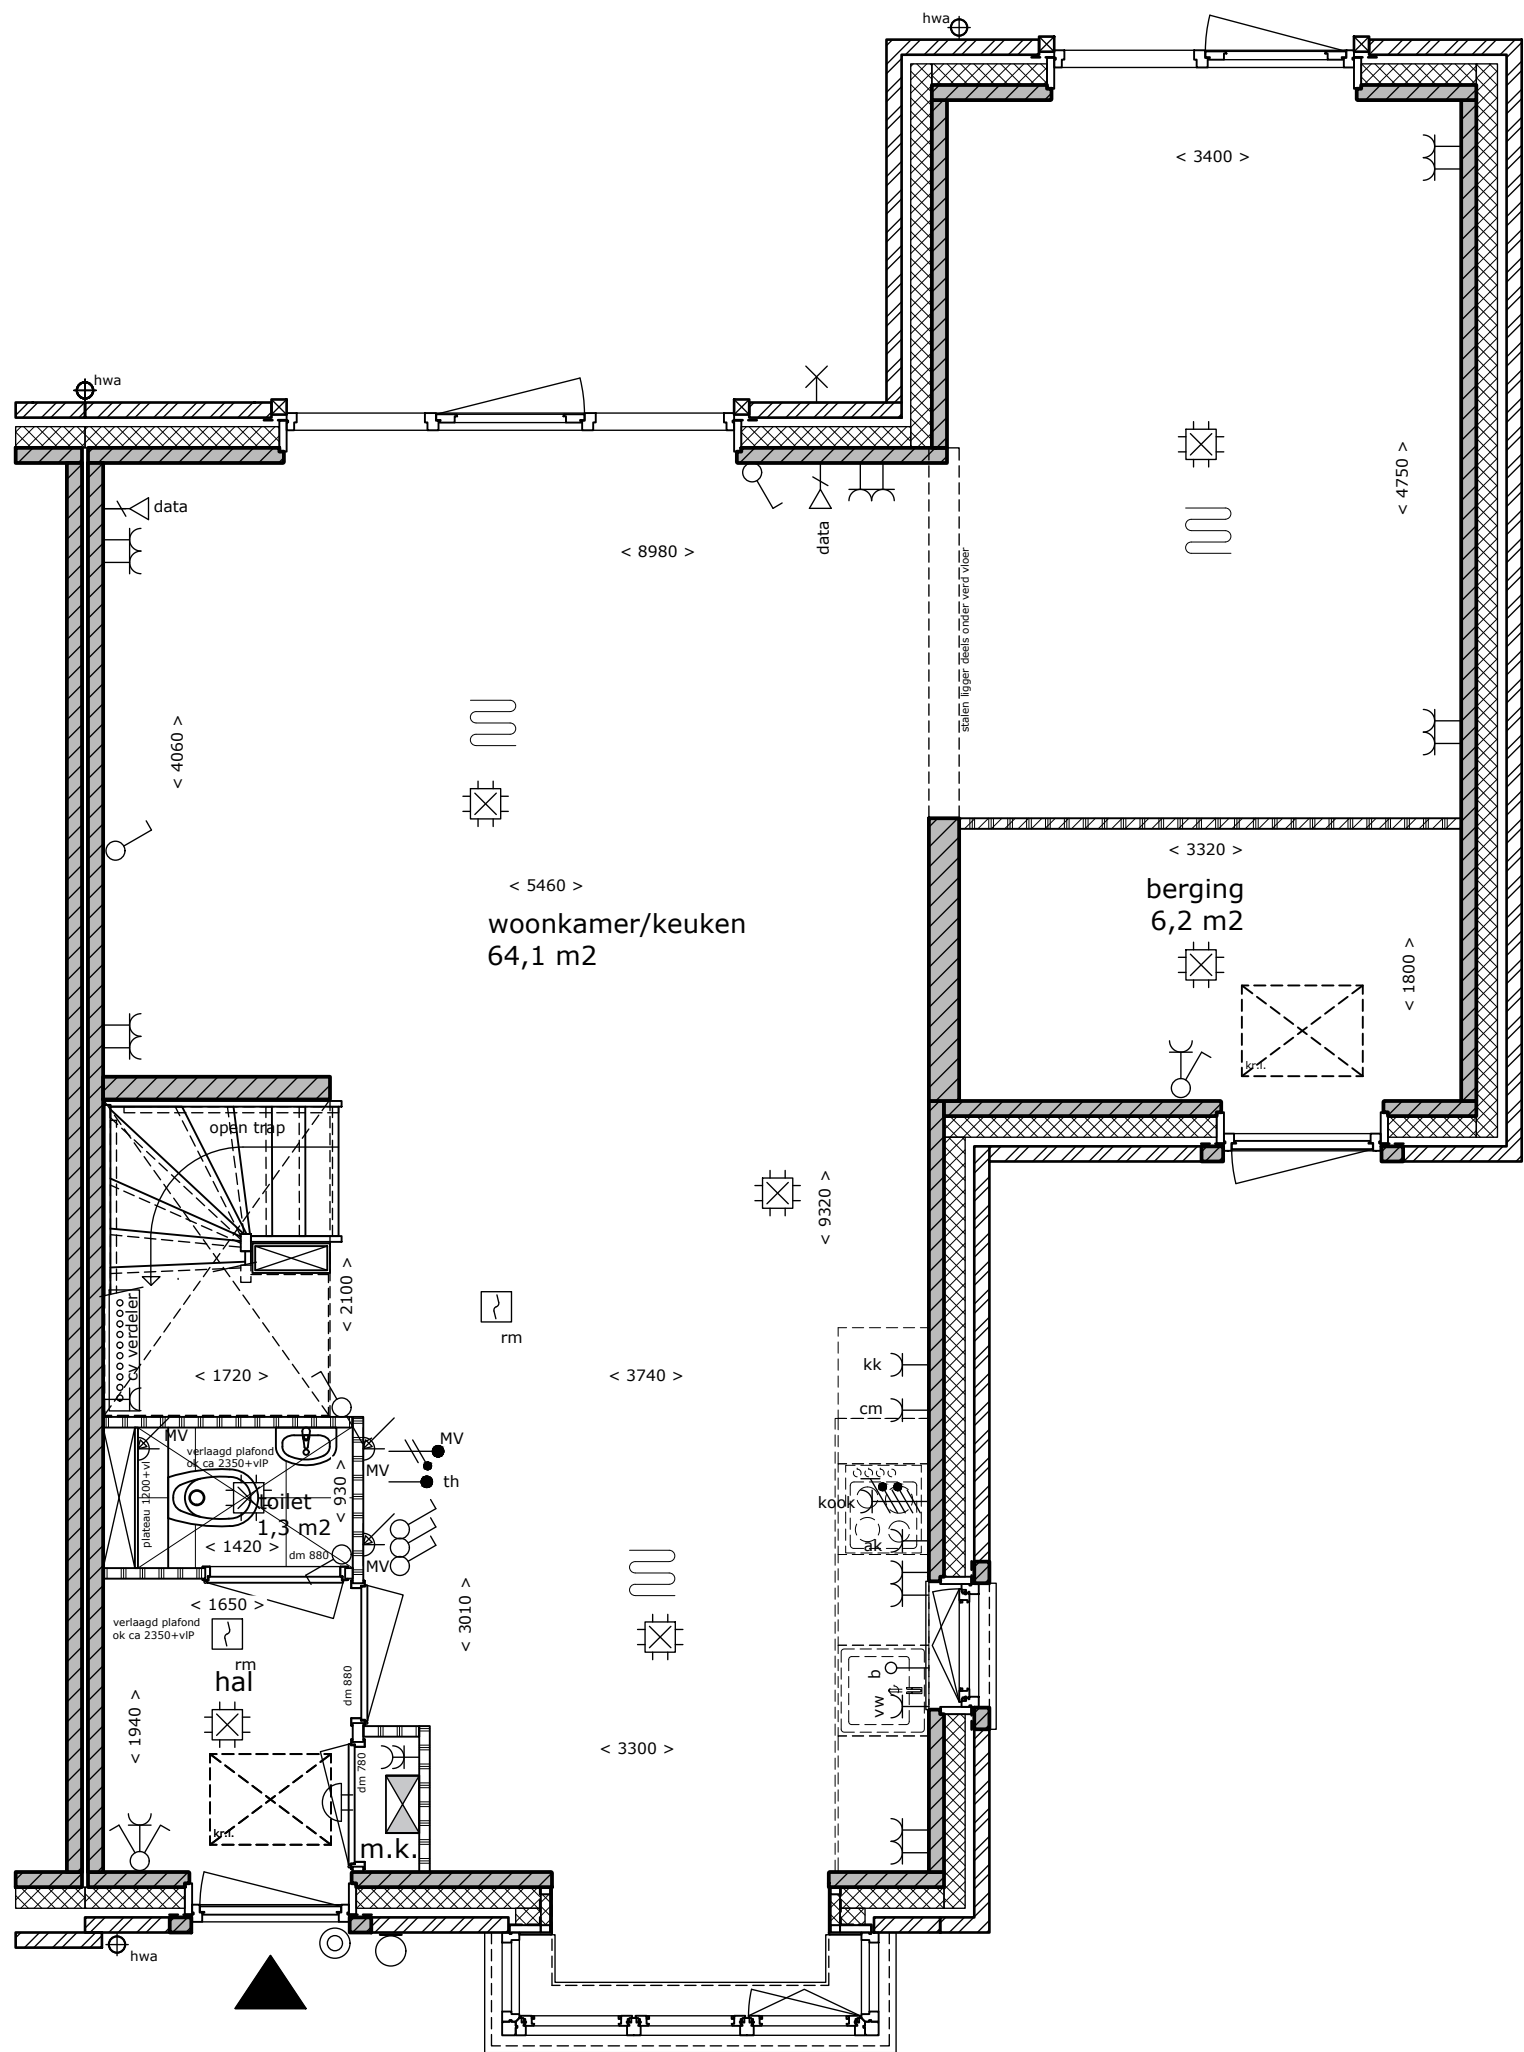 hwa
< 3400 >
hwa
data
< 8980 >
data
< 4750 >
stalen ligger deels onder verd vloer
< 4060 >
< 5460 >
woonkamer/keuken
64,1 m2
< 3320 >
berging
6,2 m2
< 1800 >
kr.l.
open trap
< 9320 >
< 2100 >
cv verdeler
rm
kk
< 1720 >
< 3740 >
cm
MV
MV
verlaagd plafond
ok ca 2350+vlP
MV
th
< 930 >
plateau 1200+vl
toilet
1,3 m2
kook
< 1420 >
dm 880
MV
ak
< 1650 >
verlaagd plafond
ok ca 2350+vlP
< 3010 >
rm
hal
dm 880
b
vw
< 1940 >
< 3300 >
dm 780
kr.l.
m.k.
hwa